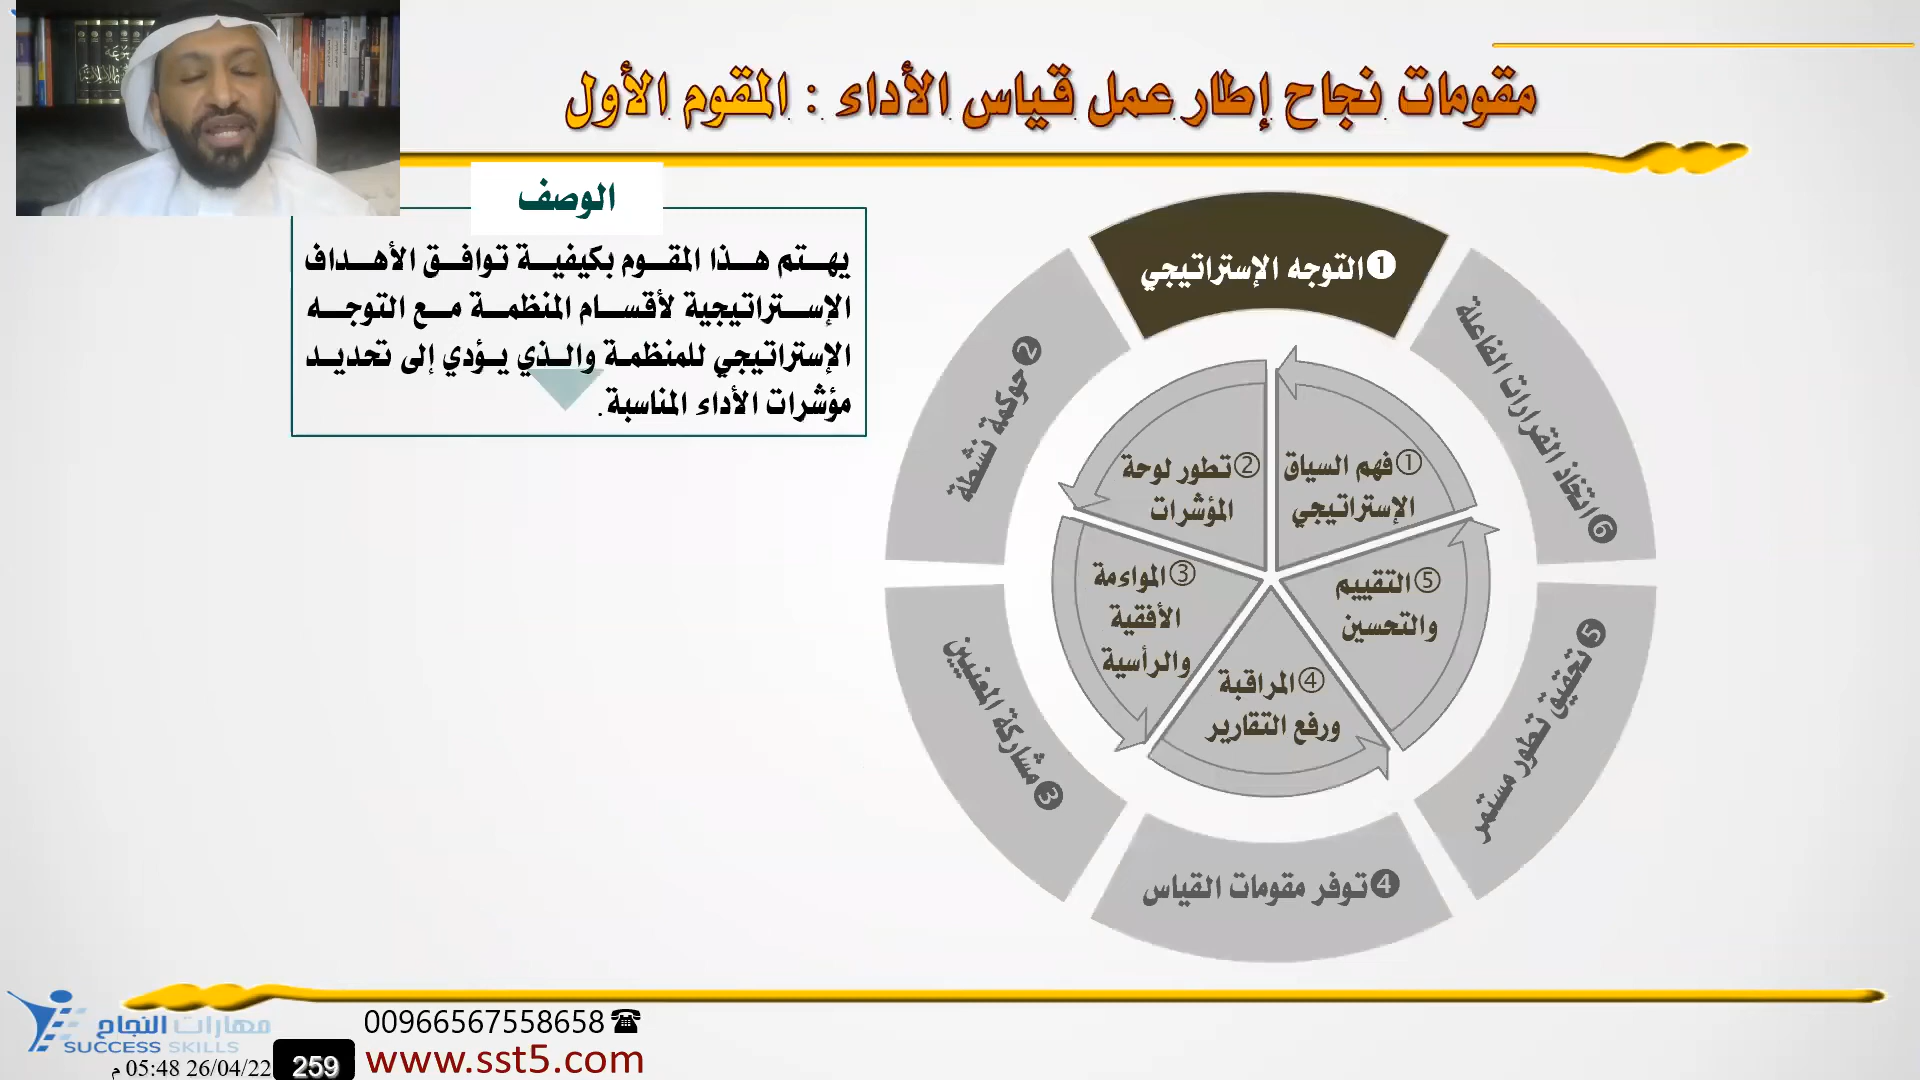 مقومات نجاح إطار عمل قياس الأداء : المقوم الأول
الوصف
يهتم هذا المقوم بكيفية توافق الأهداف
الإستراتيجية لأقسام المنظمة مع التوجه
الإستراتيجي للمنظمة والذي يؤدي إلى تحديد
مؤشرات الأداء المناسبة.
❶التوجه الإستراتيجي
❷حوكمة نشطة
❸مشاركة المعنيين
❹توفر مقومات القياس
❺تحقيق تطور مستمر
❻اتخاذ القرارات الفاعلة
①فهم السياق
الإستراتيجي
②تطور لوحة
المؤشرات
③المواءمة
الأفقية
والرأسية
④المراقبة
ورفع التقارير
⑤التقييم
والتحسين
مهارات النجاح
SUCCESS SKILLS
05:48 26/04/22 م
259
00966567558658 ☎
www.sst5.com